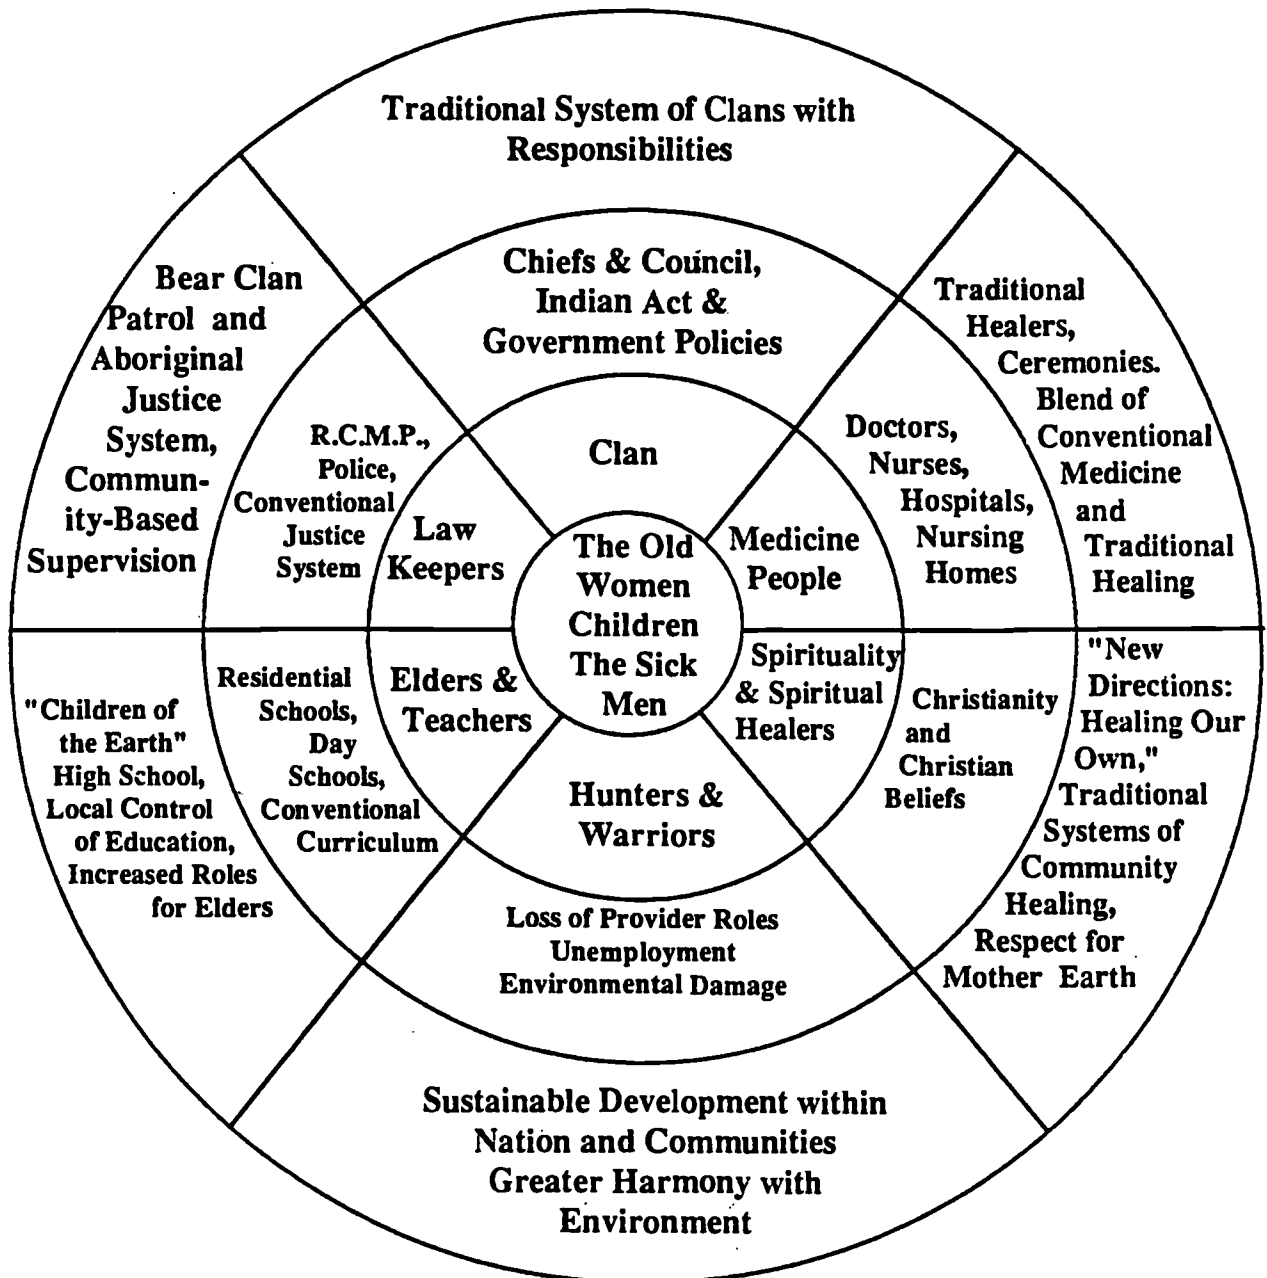 Traditional System of Clans with
Responsibilities
Chiefs & Council,
Indian Act &
Government Policies
Clan
Bear Clan
Patrol and
Aboriginal
Justice
System,
Commun-
ity-Based
Supervision
R.C.M.P.,
Police,
Conventional
Justice
System
Law
Keepers
The Old
Women
Children
The Sick
Men
Medicine
People
Doctors,
Nurses,
Hospitals,
Nursing
Homes
Traditional
Healers,
Ceremonies.
Blend of
Conventional
Medicine
and
Traditional
Healing
"Children of
the Earth"
High School,
Local Control
of Education,
Increased Roles
for Elders
Residential
Schools,
Day
Schools,
Conventional
Curriculum
Elders &
Teachers
Spirituality
& Spiritual
Healers
Christianity
and
Christian
Beliefs
"New
Directions:
Healing Our
Own,"
Traditional
Systems of
Community
Healing,
Respect for
Mother Earth
Hunters &
Warriors
Loss of Provider Roles
Unemployment
Environmental Damage
Sustainable Development within
Nation and Communities
Greater Harmony with
Environment